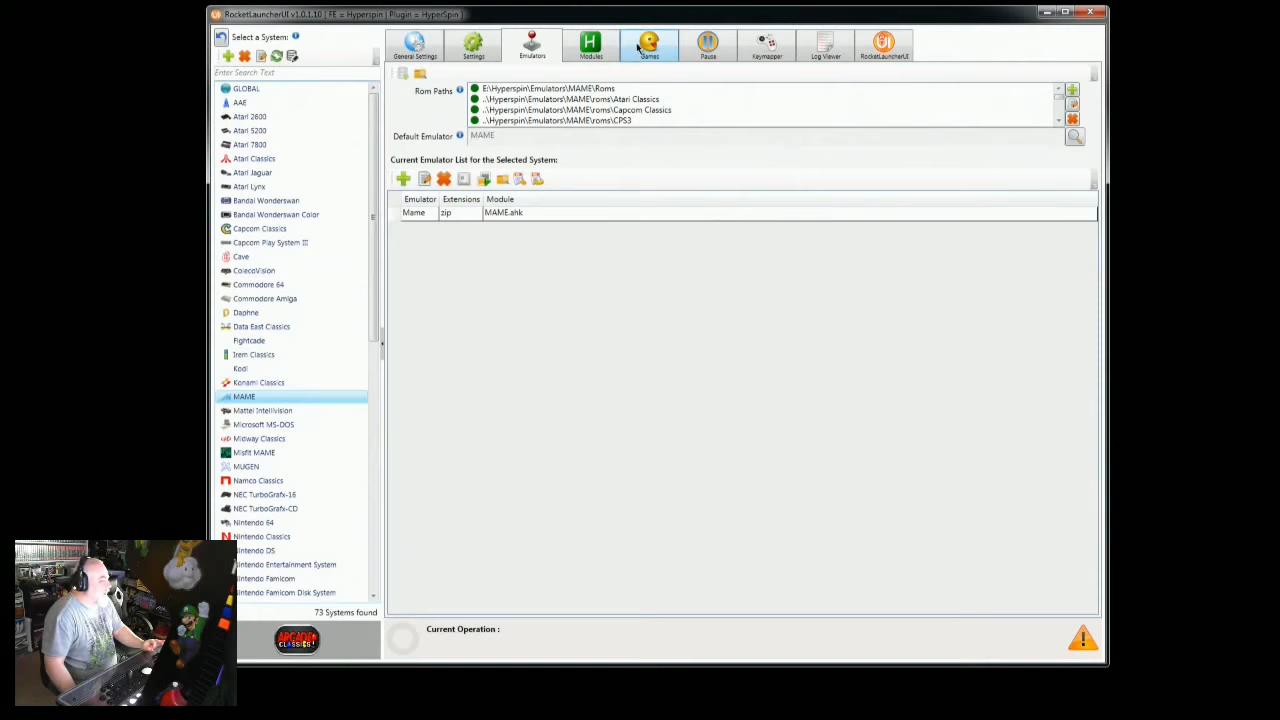 RocketLauncherUI v1.0.1.10 [ FE = Hyperspin | Plugin = HyperSpin ]
Select a System:
Enter Search Text
GLOBAL
AAE
Atari 2600
Atari 5200
Atari 7800
Atari Classics
Atari Jaguar
Atari Lynx
Bandai Wonderswan
Bandai Wonderswan Color
Capcom Classics
Capcom Play System III
Cave
ColecoVision
Commodore 64
Commodore Amiga
Daphne
Data East Classics
Fightcade
Irem Classics
Kodi
Konami Classics
MAME
Mattel Intellivision
Microsoft MS-DOS
Midway Classics
Misfit MAME
MUGEN
Namco Classics
NEC TurboGrafx-16
NEC TurboGrafx-CD
Nintendo 64
Nintendo Classics
Nintendo DS
Nintendo Entertainment System
Nintendo Famicom
Nintendo Famicom Disk System
73 Systems found
ARCADE CLASSICS!
General Settings
Settings
Emulators
Modules
Games
Pause
Keymapper
Log Viewer
RocketLauncherUI
Rom Paths
E:\Hyperspin\Emulators\MAME\Roms
..\Hyperspin\Emulators\MAME\roms\Atari Classics
..\Hyperspin\Emulators\MAME\roms\Capcom Classics
..\Hyperspin\Emulators\MAME\roms\CPS3
Default Emulator
MAME
Current Emulator List for the Selected System:
Emulator Extensions Module
Mame zip MAME.ahk
Current Operation :